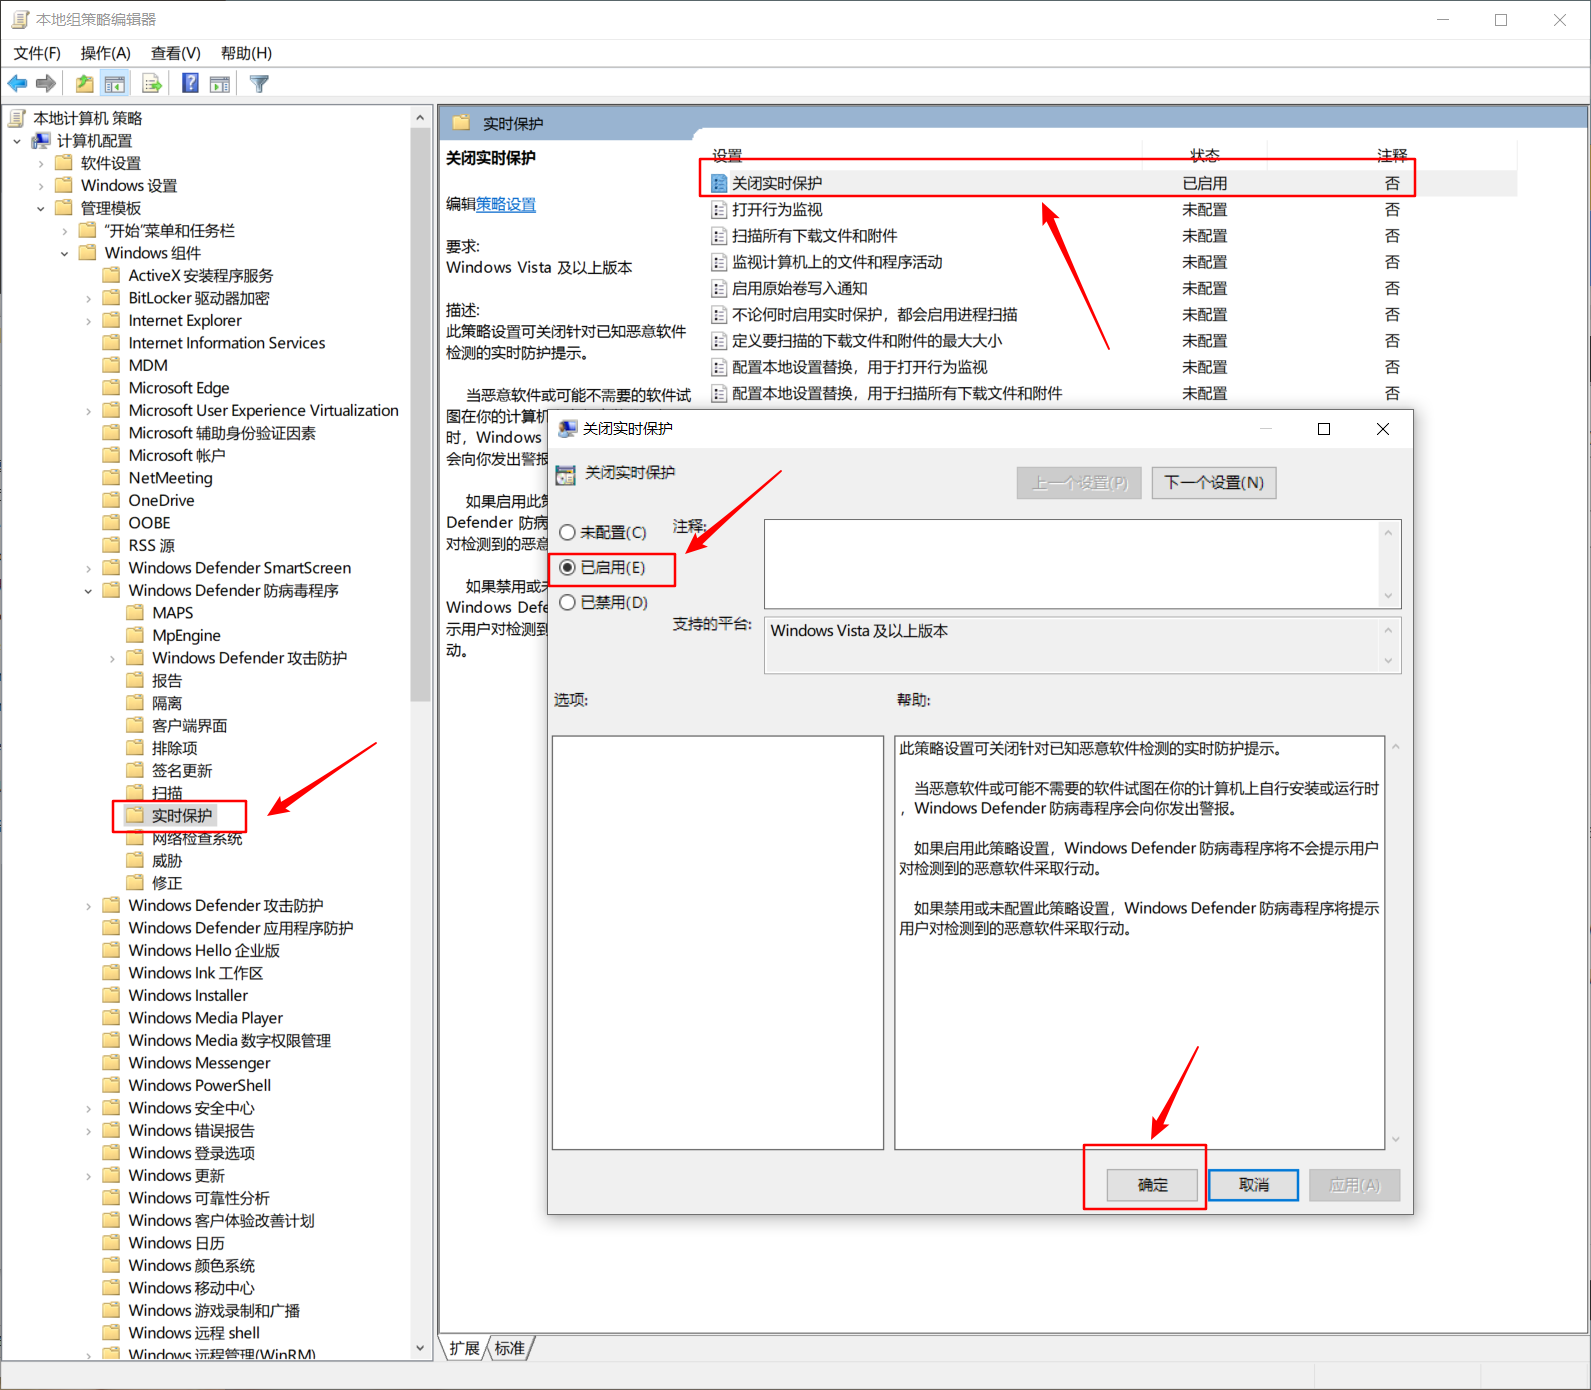 本地组策略编辑器
文件(F) 操作(A) 查看(V) 帮助(H)
本地计算机 策略
计算机配置
软件设置
Windows 设置
管理模板
“开始”菜单和任务栏
Windows 组件
ActiveX 安装程序服务
BitLocker 驱动器加密
Internet Explorer
Internet Information Services
MDM
Microsoft Edge
Microsoft User Experience Virtualization
Microsoft 辅助身份验证因素
Microsoft 帐户
NetMeeting
OneDrive
OOBE
RSS 源
Windows Defender SmartScreen
Windows Defender 防病毒程序
MAPS
MpEngine
Windows Defender 攻击防护
报告
隔离
客户端界面
排除项
签名更新
扫描
实时保护
网络检查系统
威胁
修正
Windows Defender 攻击防护
Windows Defender 应用程序防护
Windows Hello 企业版
Windows Ink 工作区
Windows Installer
Windows Media Player
Windows Media 数字权限管理
Windows Messenger
Windows PowerShell
Windows 安全中心
Windows 错误报告
Windows 登录选项
Windows 更新
Windows 可靠性分析
Windows 客户体验改善计划
Windows 日历
Windows 颜色系统
Windows 移动中心
Windows 游戏录制和广播
Windows 远程 shell
Windows 远程管理(WinRM)
实时保护
关闭实时保护
编辑策略设置
要求:
Windows Vista 及以上版本
描述:
此策略设置可关闭针对已知恶意软件
检测的实时防护提示。
当恶意软件或可能不需要的软件试
图在你的计算机
时，Windows
会向你发出警报
如果启用此策
Defender 防病
对检测到的恶意
如果禁用或未
Windows Defe
示用户对检测到
动。
设置 状态 注释
关闭实时保护 已启用 否
打开行为监视 未配置 否
扫描所有下载文件和附件 未配置 否
监视计算机上的文件和程序活动 未配置 否
启用原始卷写入通知 未配置 否
不论何时启用实时保护，都会启用进程扫描 未配置 否
定义要扫描的下载文件和附件的最大大小 未配置 否
配置本地设置替换，用于打开行为监视 未配置 否
配置本地设置替换，用于扫描所有下载文件和附件 未配置 否
关闭实时保护
关闭实时保护
上一个设置(P) 下一个设置(N)
未配置(C) 注释:
已启用(E)
已禁用(D)
支持的平台: Windows Vista 及以上版本
选项: 帮助:
此策略设置可关闭针对已知恶意软件检测的实时防护提示。
当恶意软件或可能不需要的软件试图在你的计算机上自行安装或运行时
，Windows Defender 防病毒程序会向你发出警报。
如果启用此策略设置，Windows Defender 防病毒程序将不会提示用户
对检测到的恶意软件采取行动。
如果禁用或未配置此策略设置，Windows Defender 防病毒程序将提示
用户对检测到的恶意软件采取行动。
确定 取消 应用(A)
扩展 标准